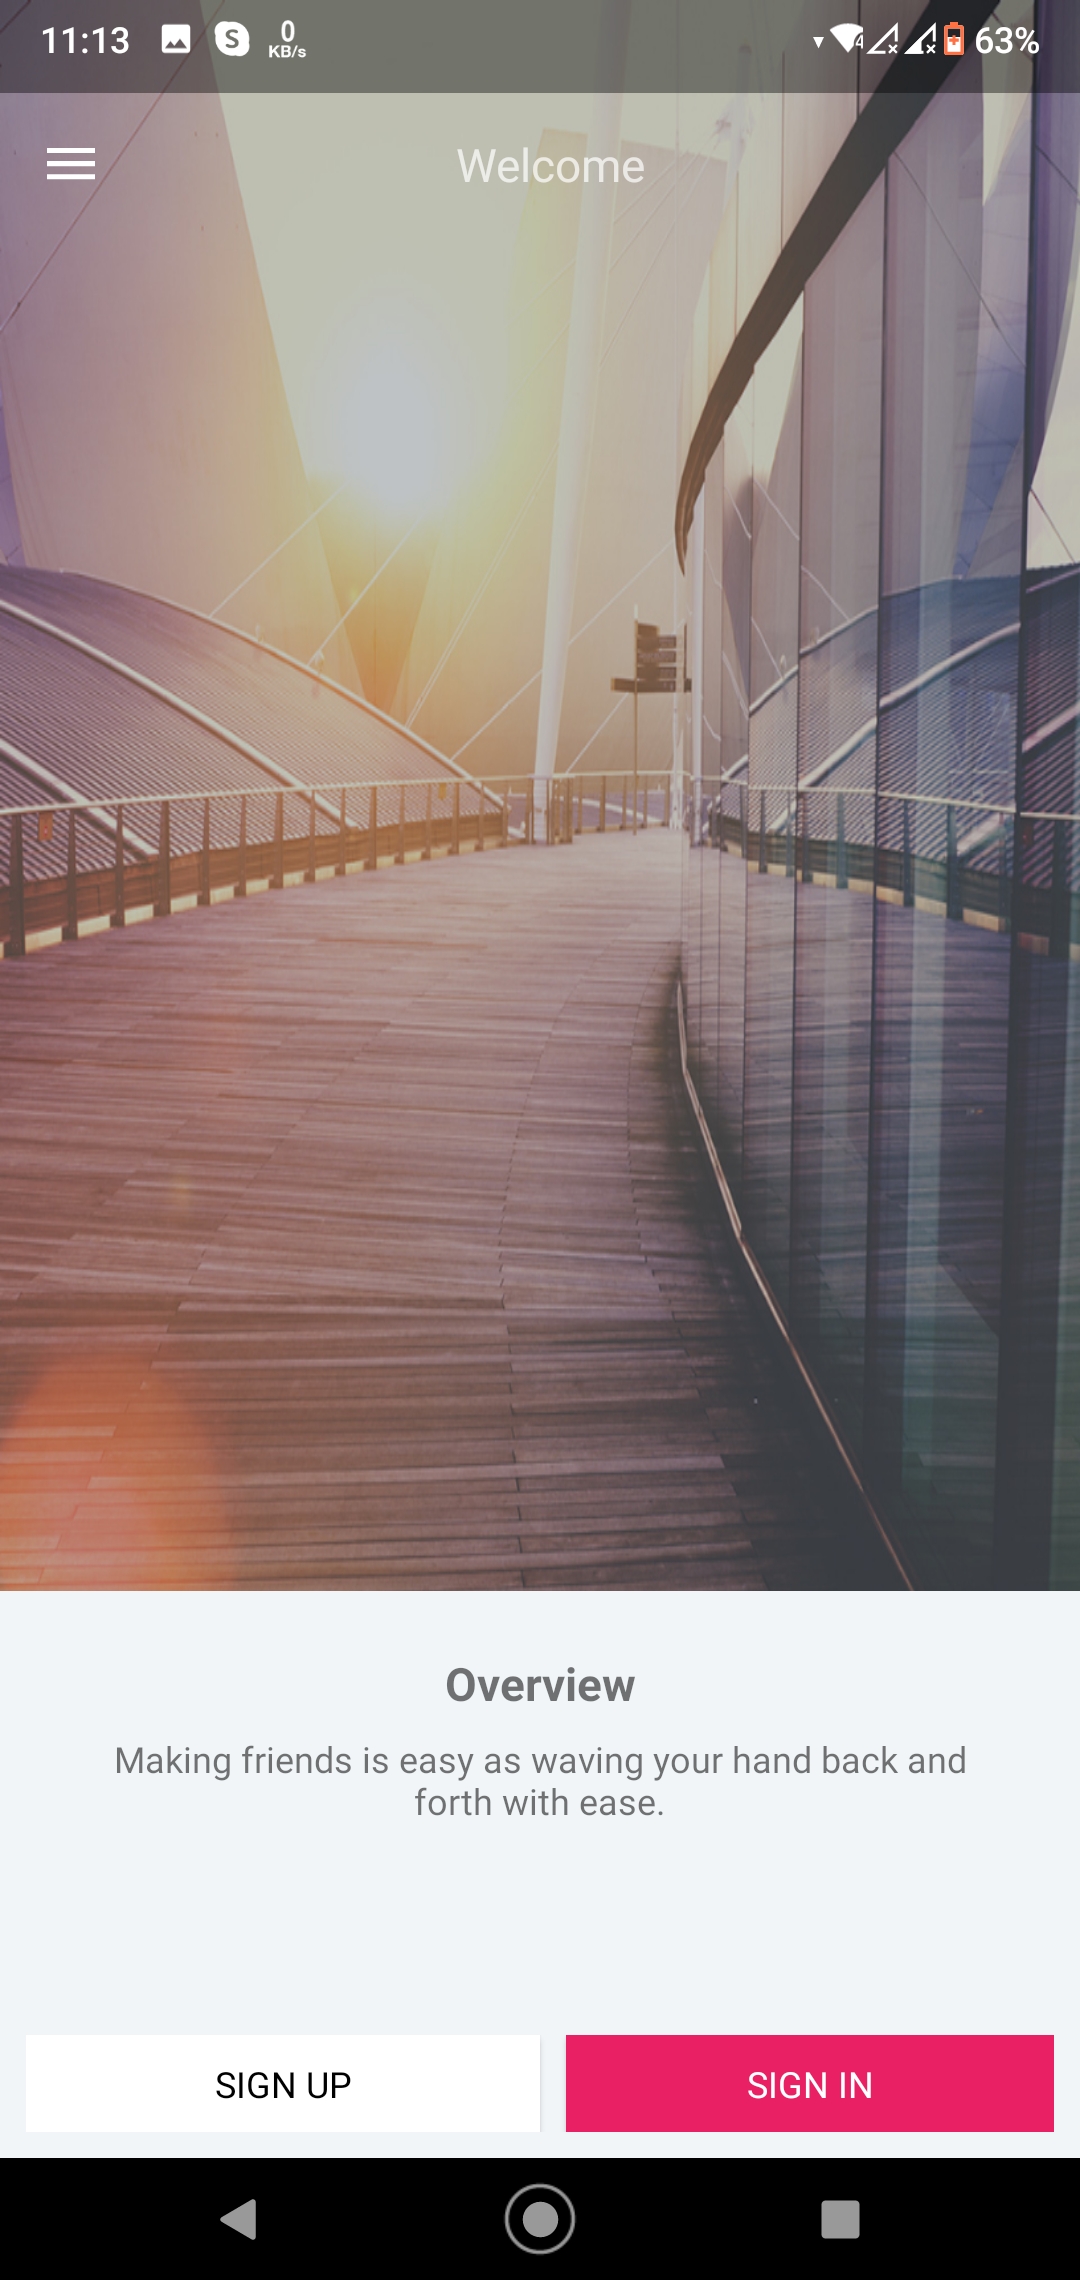 11:13 S 0 KB/s 4 63%
Welcome
Overview
Making friends is easy as waving your hand back and
forth with ease.
SIGN UP SIGN IN